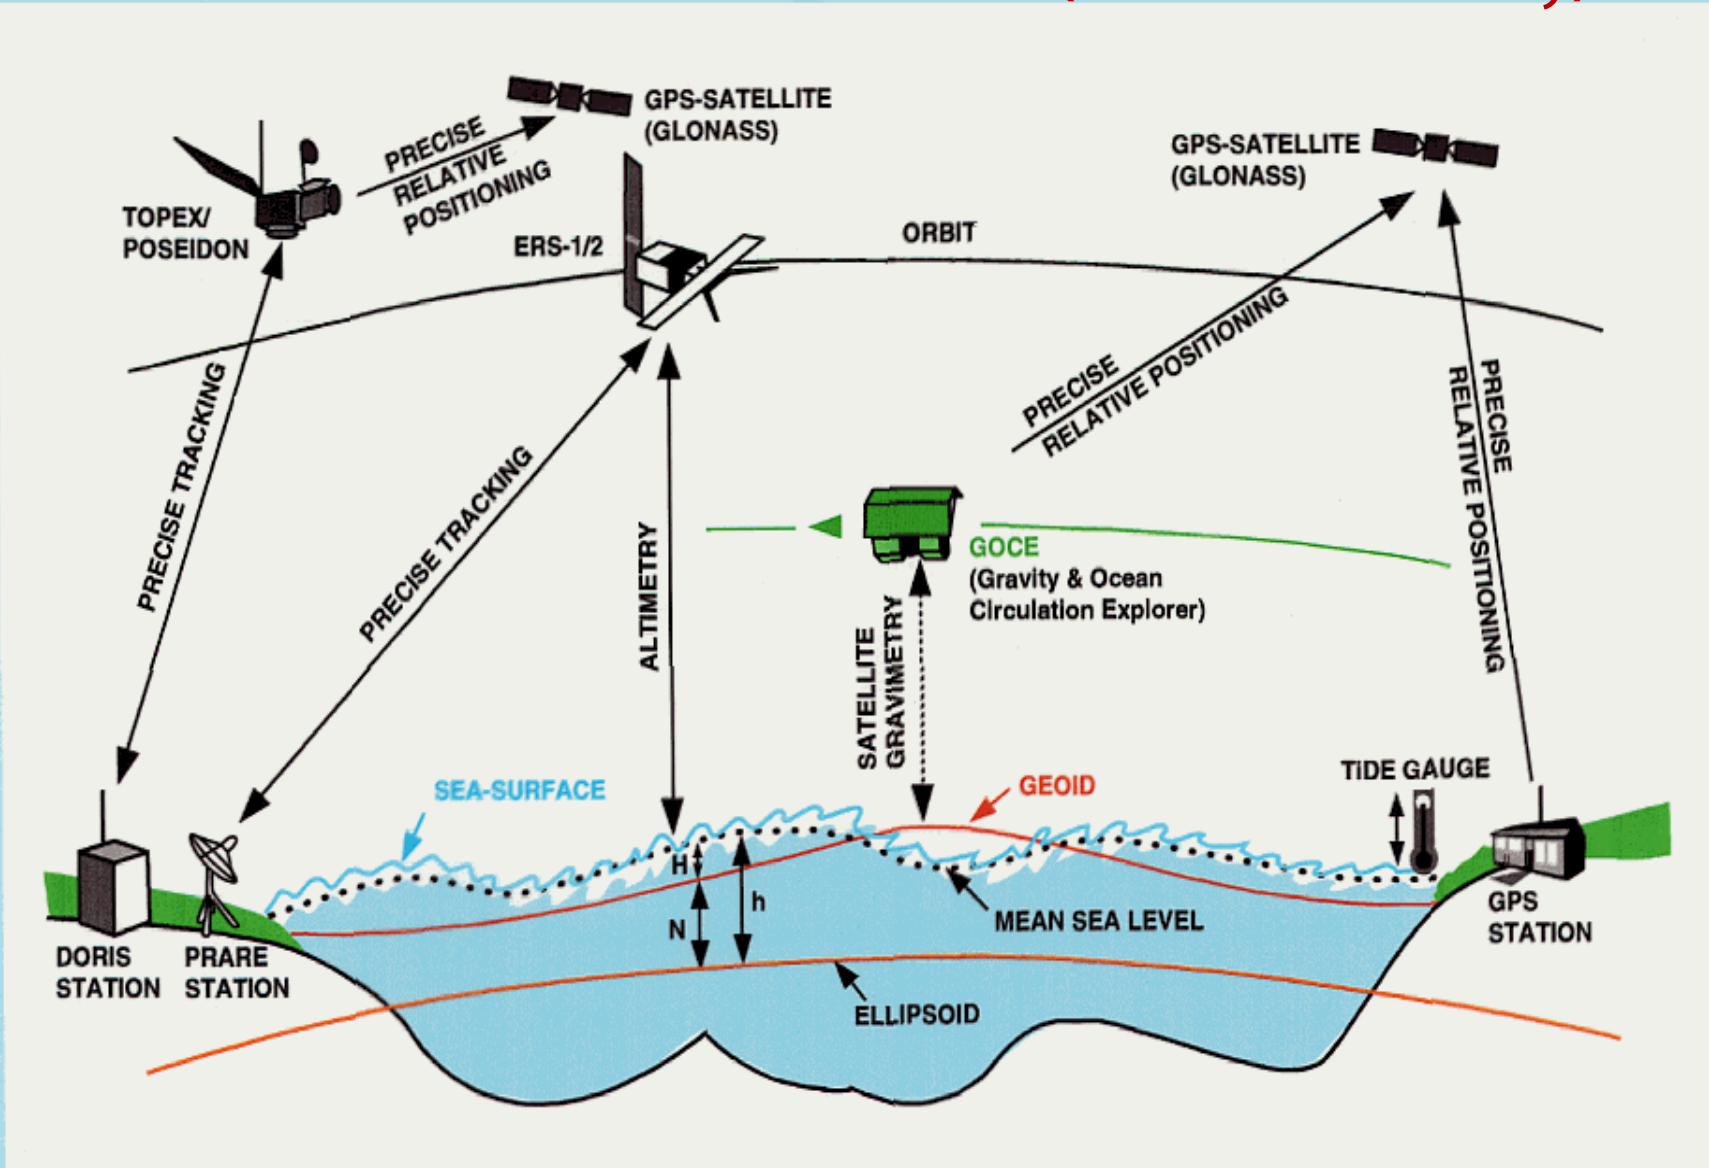 GPS-SATELLITE
(GLONASS)
PRECISE
RELATIVE
POSITIONING
TOPEX/
POSEIDON
ERS-1/2
ORBIT
GPS-SATELLITE
(GLONASS)
PRECISE
RELATIVE POSITIONING
PRECISE
RELATIVE POSITIONING
PRECISE TRACKING
PRECISE TRACKING
ALTIMETRY
GOCE
(Gravity & Ocean
Circulation Explorer)
SATELLITE
GRAVIMETRY
SEA-SURFACE
GEOID
TIDE GAUGE
H
N
h
MEAN SEA LEVEL
ELLIPSOID
DORIS
STATION
PRARE
STATION
GPS
STATION